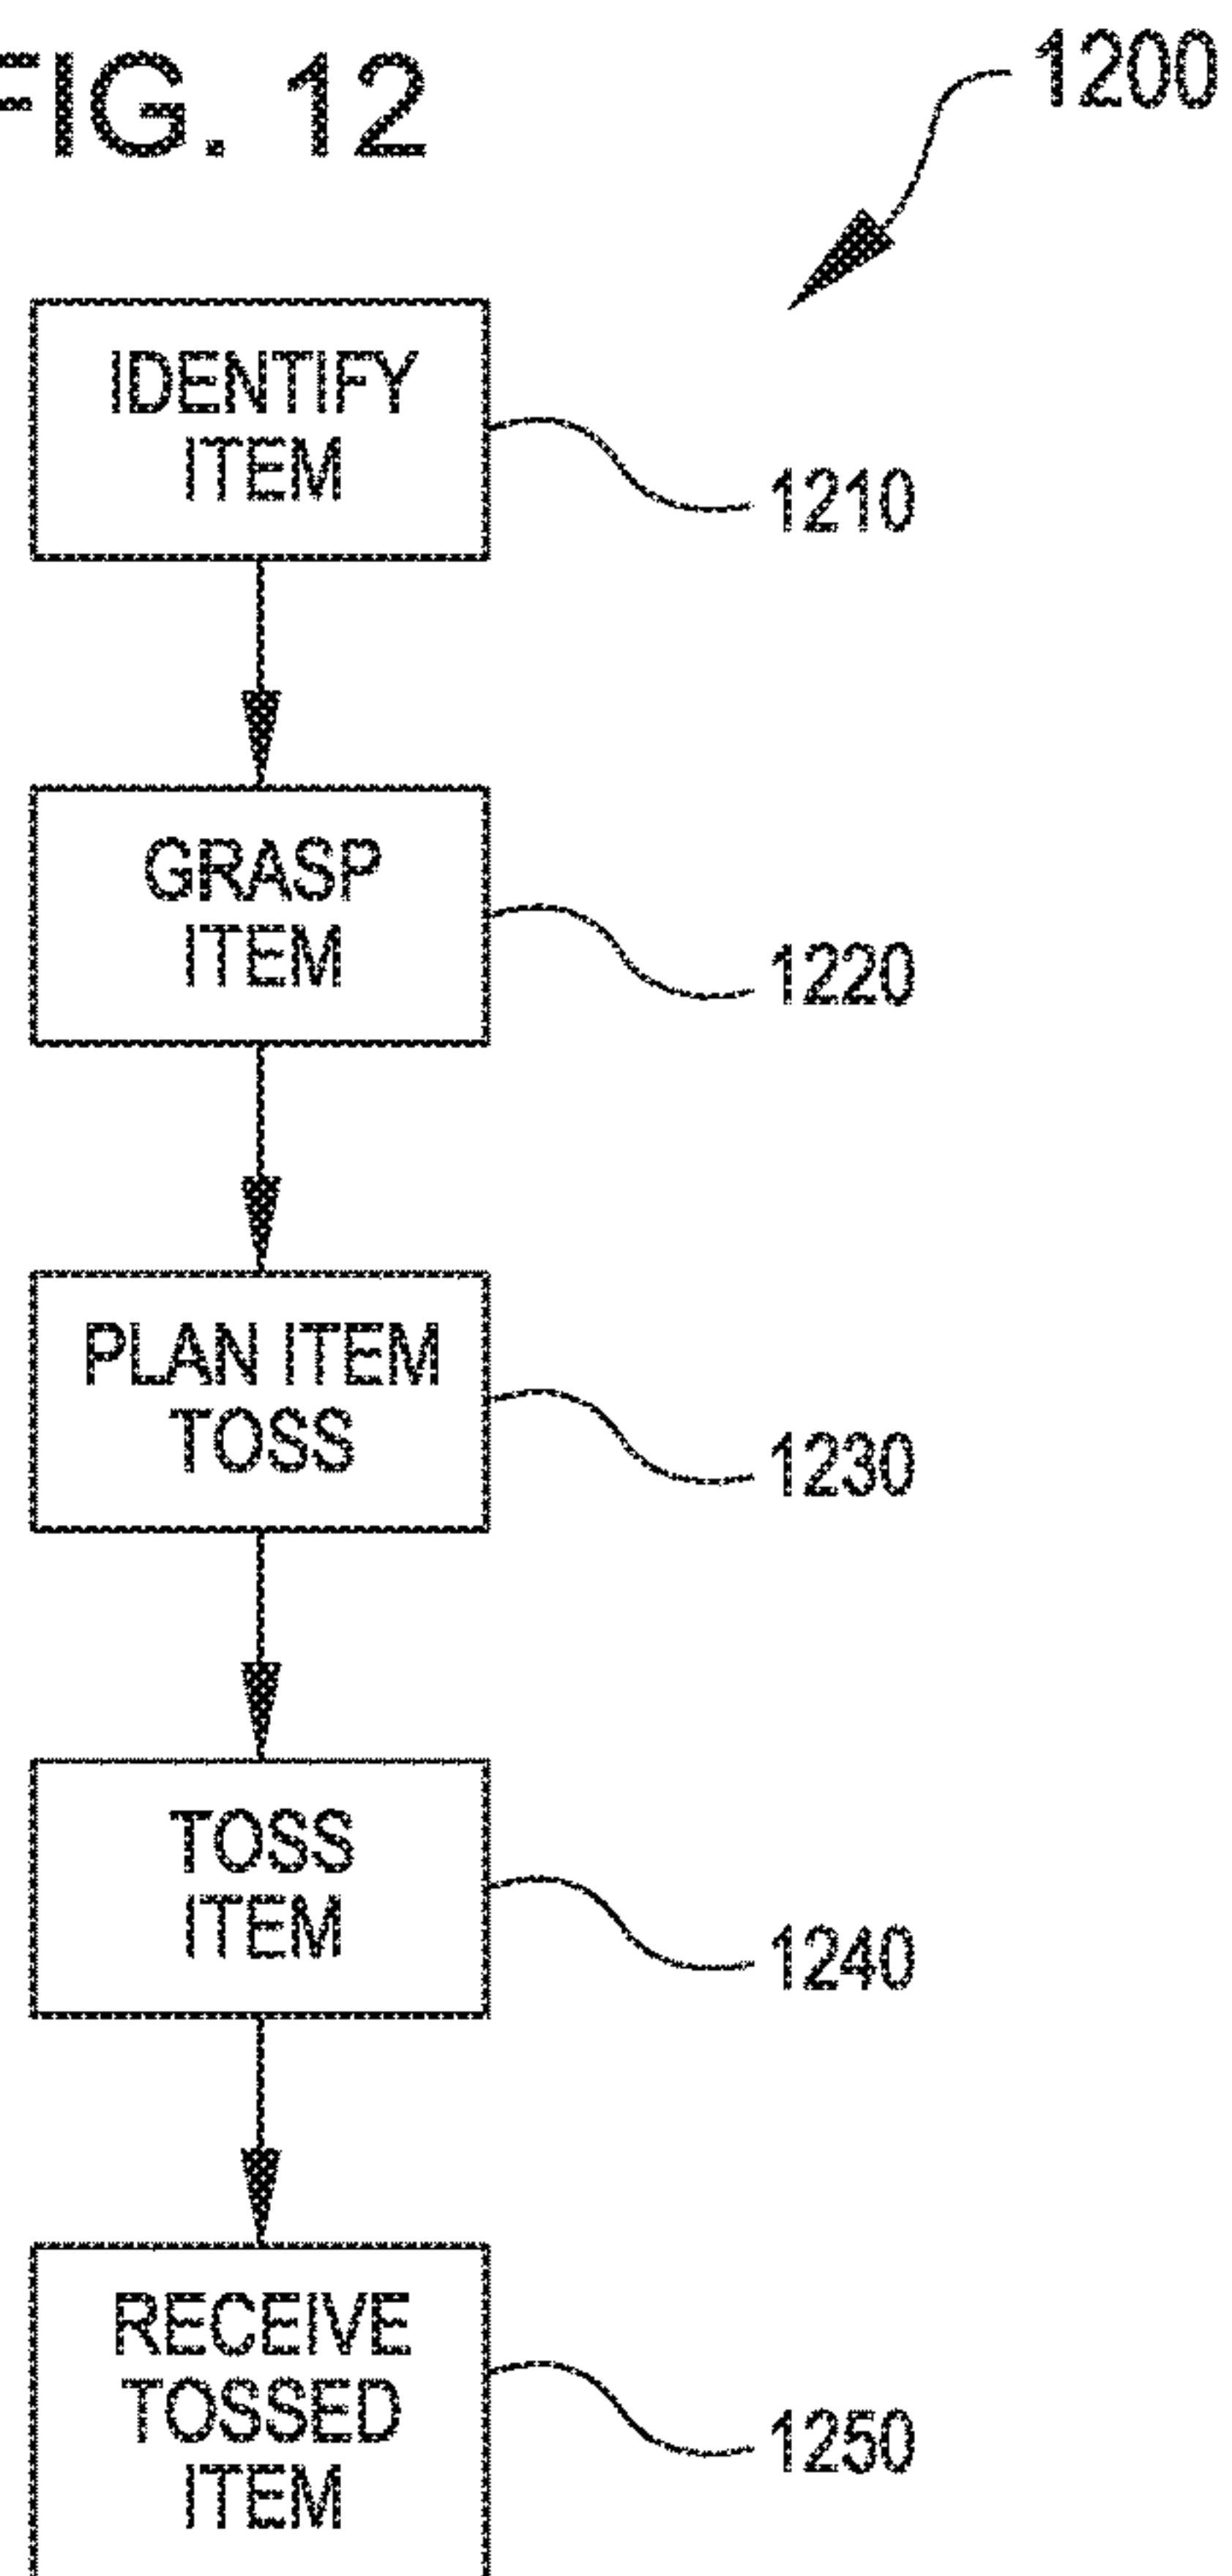 FIG. 12
1200
IDENTIFY
ITEM
1210
GRASP
ITEM
1220
PLAN ITEM
TOSS
1230
TOSS
ITEM
1240
RECEIVE
TOSSED
ITEM
1250